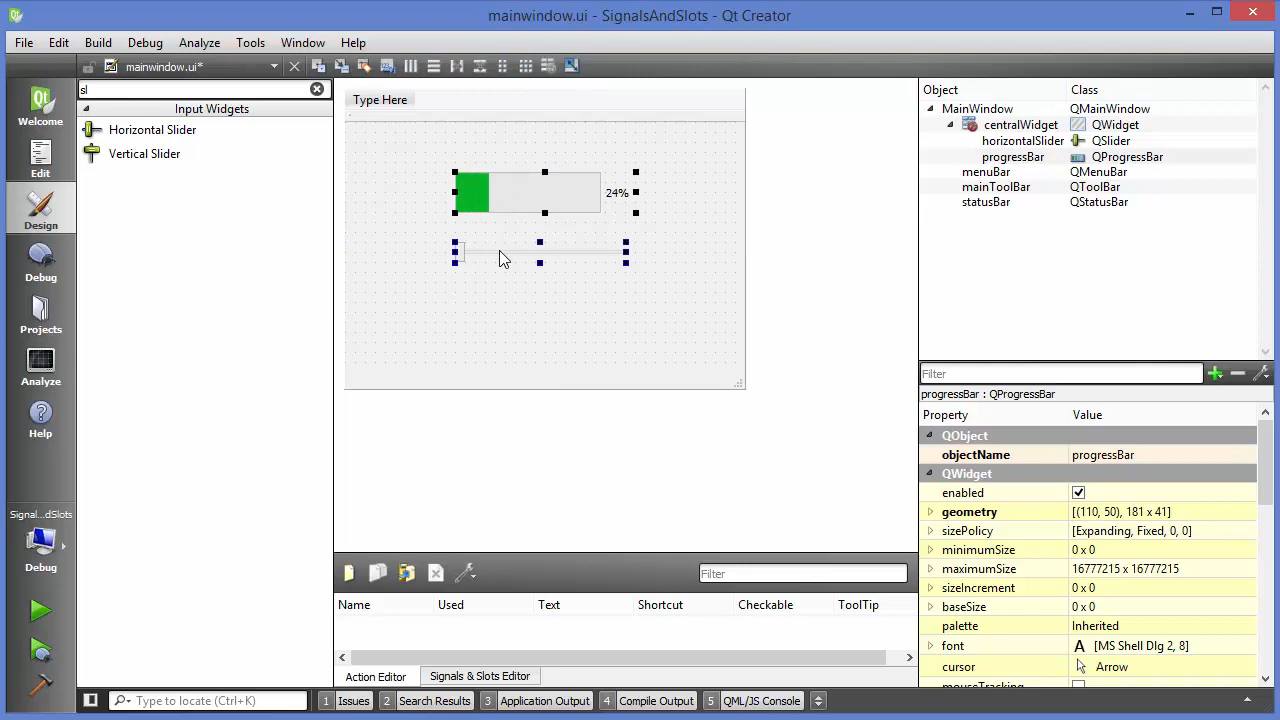 mainwindow.ui - SignalsAndSlots - Qt Creator
File Edit Build Debug Analyze Tools Window Help
mainwindow.ui*
sl
Input Widgets
Horizontal Slider
Vertical Slider
Welcome
Edit
Design
Debug
Projects
Analyze
Help
Signal...dSlots
Debug
Type Here
24%
Object Class
MainWindow QMainWindow
centralWidget QWidget
horizontalSlider QSlider
progressBar QProgressBar
menuBar QMenuBar
mainToolBar QToolBar
statusBar QStatusBar
Filter
progressBar : QProgressBar
Property Value
QObject
objectName progressBar
QWidget
enabled
geometry [(110, 50), 181 x 41]
sizePolicy [Expanding, Fixed, 0, 0]
minimumSize 0 x 0
maximumSize 16777215 x 16777215
sizeIncrement 0 x 0
baseSize 0 x 0
palette Inherited
font A [MS Shell Dlg 2, 8]
cursor Arrow
mouseTracking
Filter
Name Used Text Shortcut Checkable ToolTip
Action Editor Signals & Slots Editor
Type to locate (Ctrl+K) 1 Issues 2 Search Results 3 Application Output 4 Compile Output 5 QML/JS Console